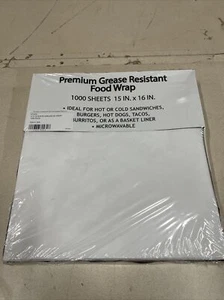 Premium Grease Resistant
Food Wrap
1000 SHEETS 15 IN. x 16 IN.
• IDEAL FOR HOT OR COLD SANDWICHES,
BURGERS, HOT DOGS, TACOS,
BURRITOS, OR AS A BASKET LINER
• MICROWAVABLE